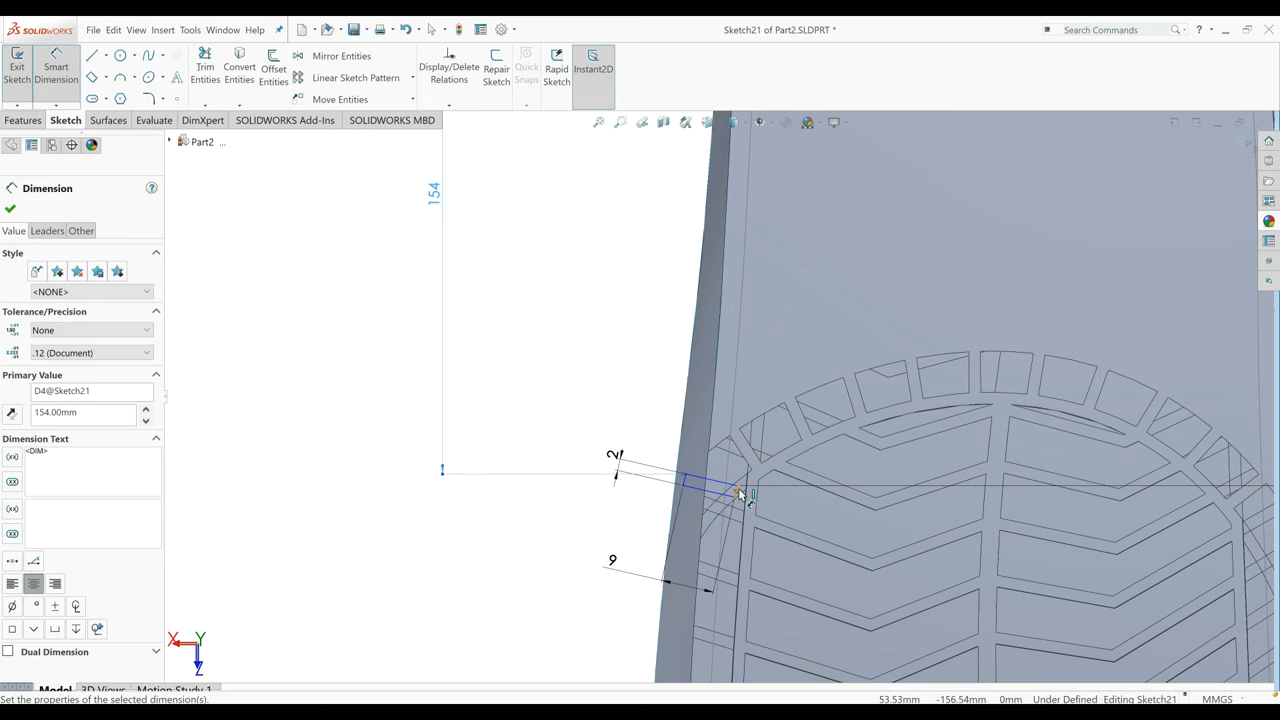 SOLIDWORKS File Edit View Insert Tools Window Help Sketch21 of Part2.SLDPRT * Search Commands
Exit Sketch
Smart Dimension
Trim Entities
Convert Entities
Offset Entities
Mirror Entities
Linear Sketch Pattern
Move Entities
Display/Delete Relations
Repair Sketch
Quick Snaps
Rapid Sketch
Instant2D
Features Sketch Surfaces Evaluate DimXpert SOLIDWORKS Add-Ins SOLIDWORKS MBD
Part2 ...
Dimension
Value Leaders Other
Style
<NONE>
Tolerance/Precision
None
.12 (Document)
Primary Value
D4@Sketch21
154.00mm
Dimension Text
<DIM>
Dual Dimension
154
2
9
X Y
Z
Model 3D Views Motion Study 1
Set the properties of the selected dimension(s). 53.53mm -156.54mm 0mm Under Defined Editing Sketch21 MMGS